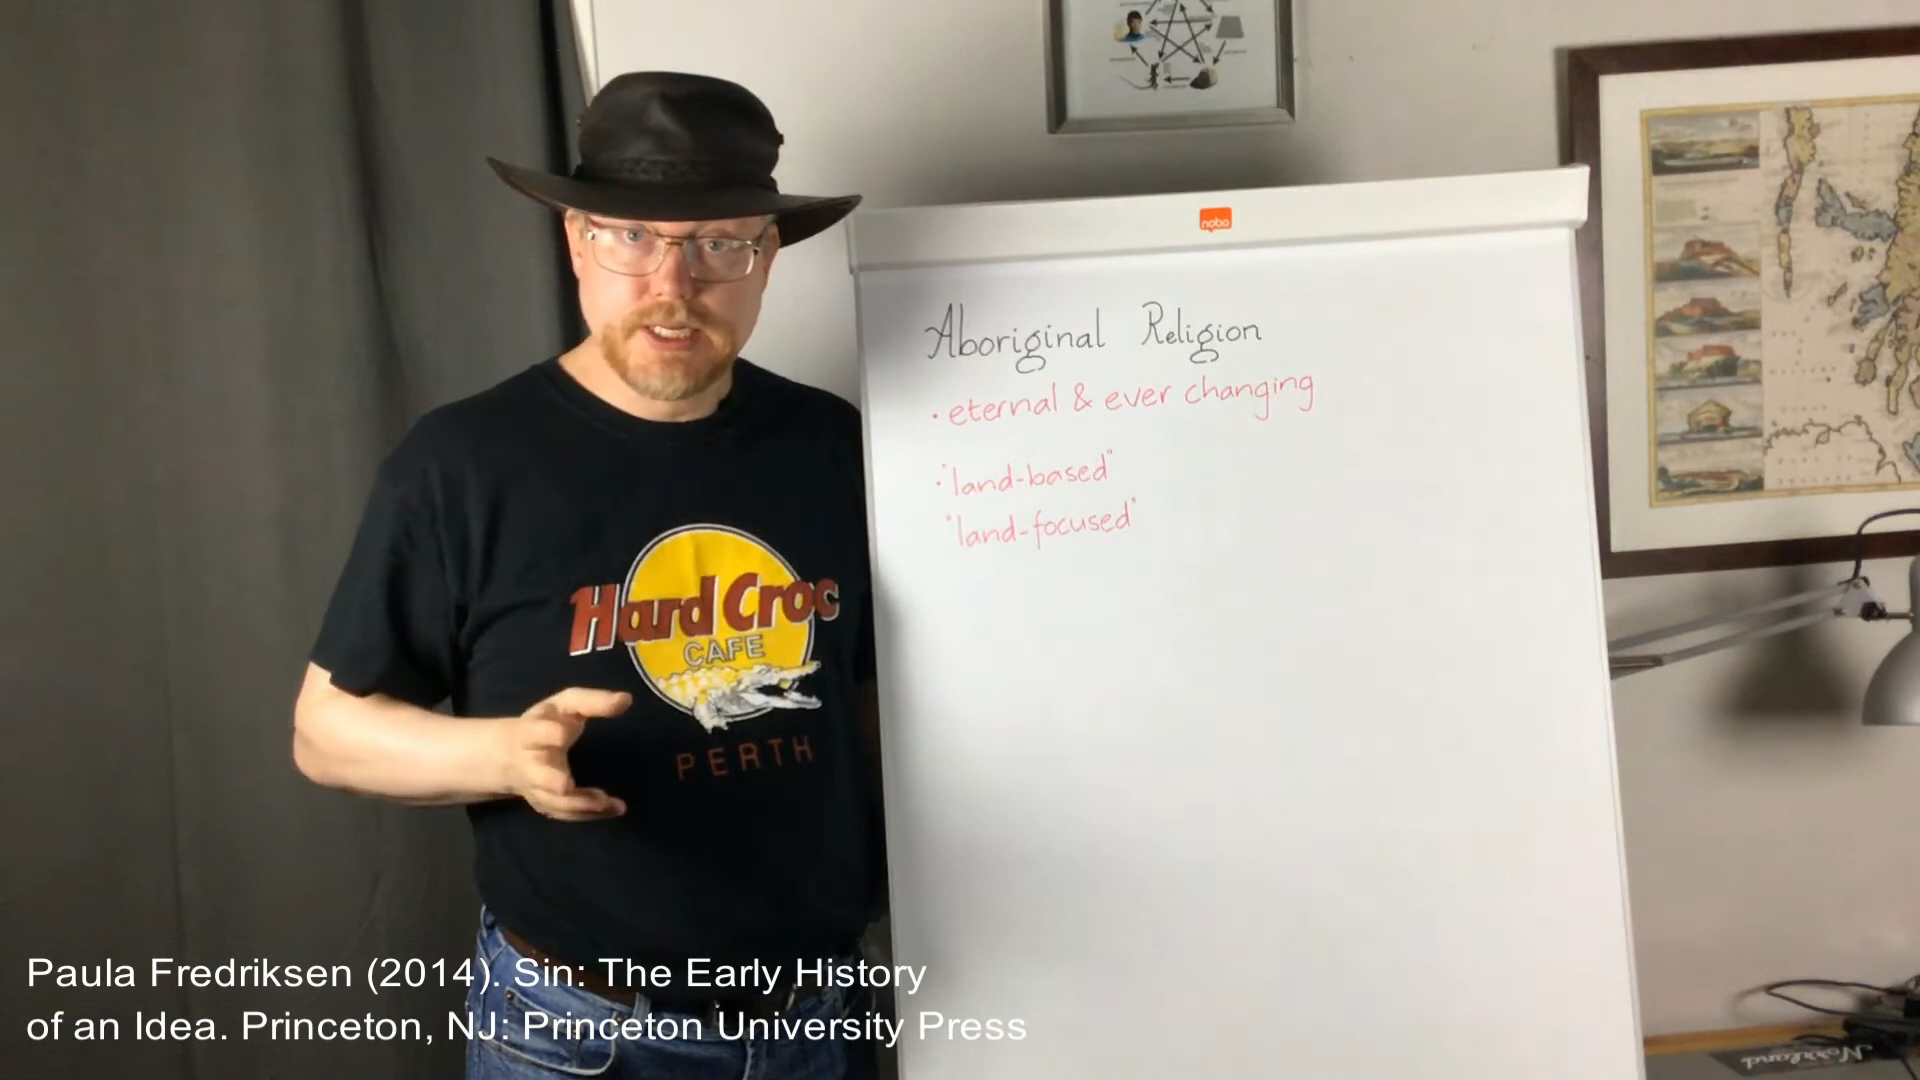 nobo
Aboriginal Religion
• eternal & ever changing
• "land-based"
"land-focused"
Hard Croc
CAFE
PERTH
Paula Fredriksen (2014). Sin: The Early History
of an Idea. Princeton, NJ: Princeton University Press